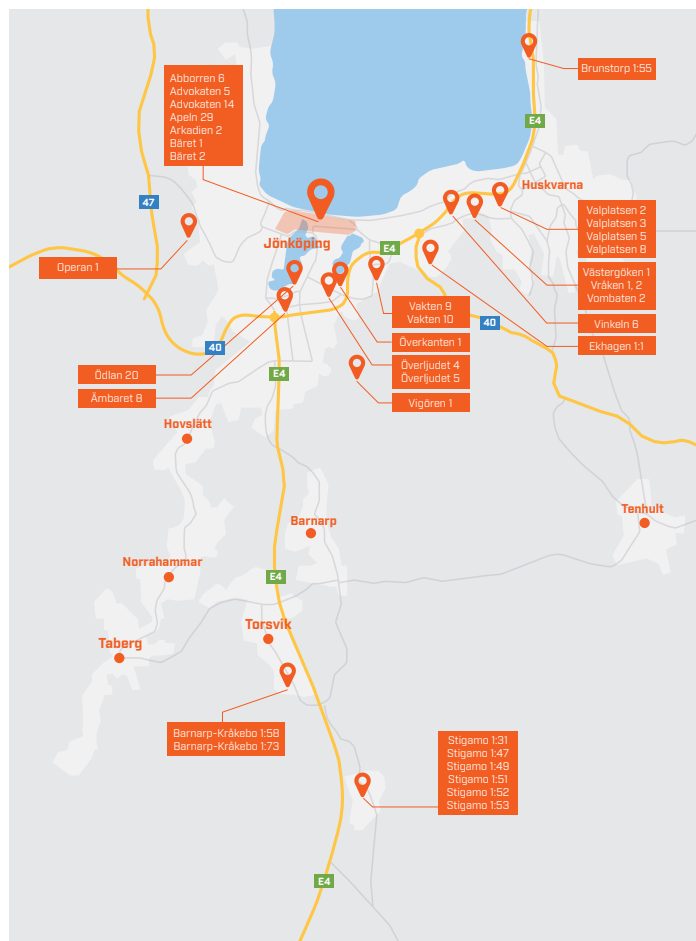 Brunstorp 1:55
Abborren 6
Advokaten 5
Advokaten 14
Apeln 29
Arkadien 2
Bäret 1
Bäret 2
E4
Huskvarna
47
Valplatsen 2
Valplatsen 3
Valplatsen 5
Valplatsen 8
Jönköping
E4
Operan 1
Västergöken 1
Vråken 1, 2
Vombaten 2
Vakten 9
Vakten 10
40
Vinkeln 6
Överkanten 1
Ekhagen 1:1
40
Överljudet 4
Överljudet 5
Ödlan 20
E4
Ämbaret 8
Vigören 1
Hovslätt
Tenhult
Barnarp
Norrahammar
E4
Torsvik
Taberg
Barnarp-Kråkebo 1:58
Barnarp-Kråkebo 1:73
Stigamo 1:31
Stigamo 1:47
Stigamo 1:49
Stigamo 1:51
Stigamo 1:52
Stigamo 1:53
E4